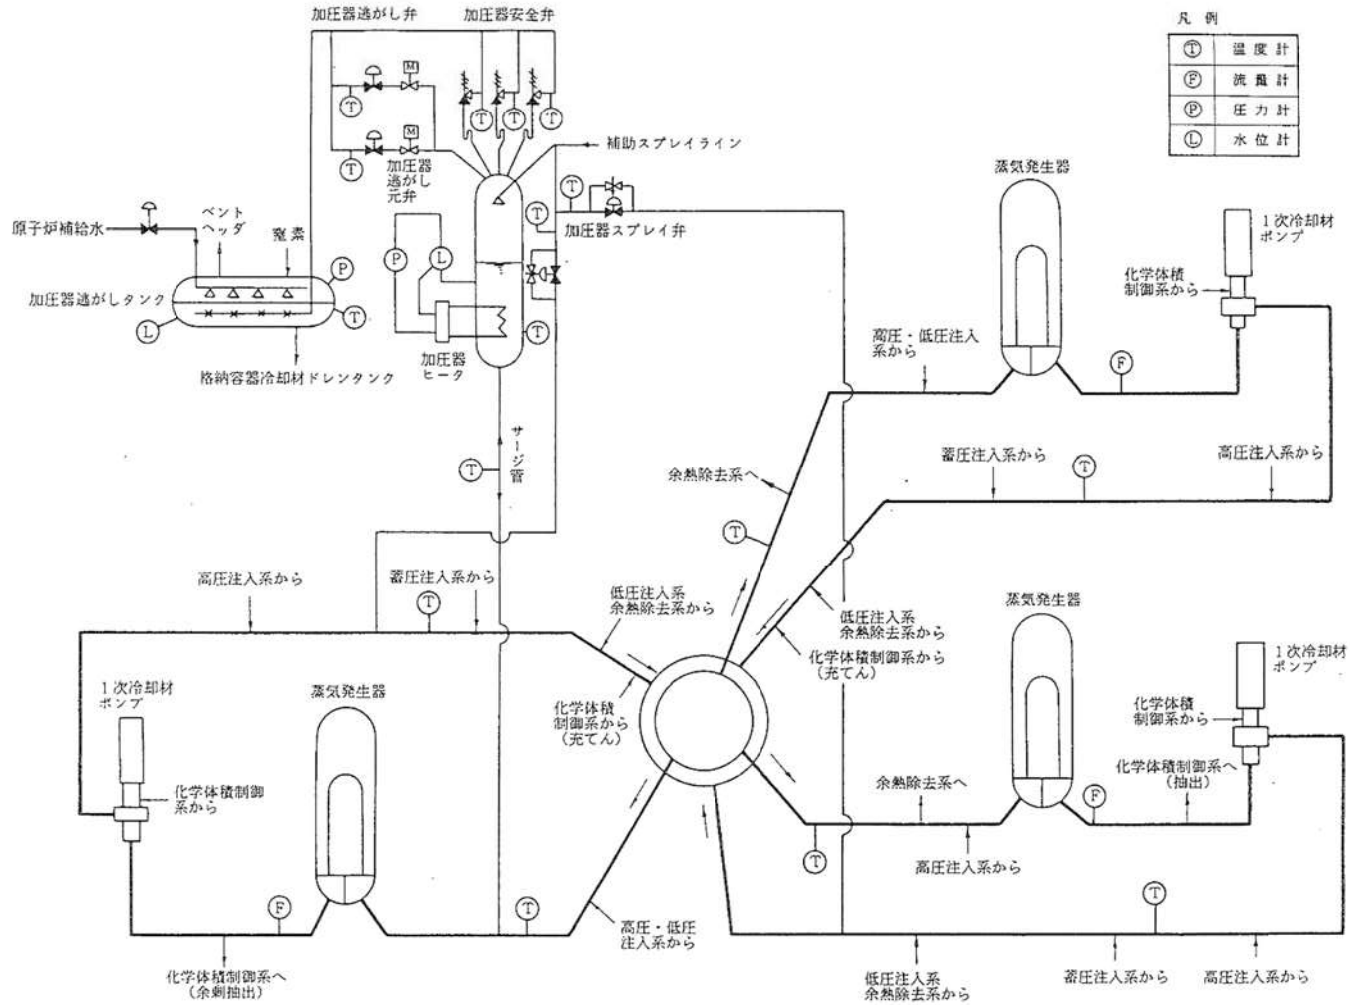 加圧器逃がし弁
加圧器安全弁
凡 例
Ⓣ 温 度 計
Ⓕ 流 量 計
Ⓟ 圧 力 計
Ⓛ 水 位 計
M
T
T
T
T
M
T
加圧器
逃がし
元弁
補助スプレイライン
T
T
加圧器スプレイ弁
原子炉補給水
ベント
ヘッダ
窒素
P
加圧器逃がしタンク
T
L
格納容器冷却材ドレンタンク
P
L
T
加圧器
ヒータ
サージ管
T
蒸気発生器
1次冷却材
ポンプ
化学体積
制御系から
高圧・低圧注入
系から
F
余熱除去系へ
T
蓄圧注入系から
T
高圧注入系から
低圧注入系
余熱除去系から
化学体積制御系から
(充てん)
高圧注入系から
蓄圧注入系から
T
低圧注入系
余熱除去系から
化学体積
制御系から
(充てん)
1次冷却材
ポンプ
化学体積制御
系から
蒸気発生器
F
化学体積制御系へ
(余剰抽出)
T
高圧・低圧
注入系から
蒸気発生器
1次冷却材
ポンプ
化学体積
制御系から
化学体積制御系へ
(抽出)
F
余熱除去系へ
T
高圧注入系から
T
低圧注入系
余熱除去系から
蓄圧注入系から
高圧注入系から